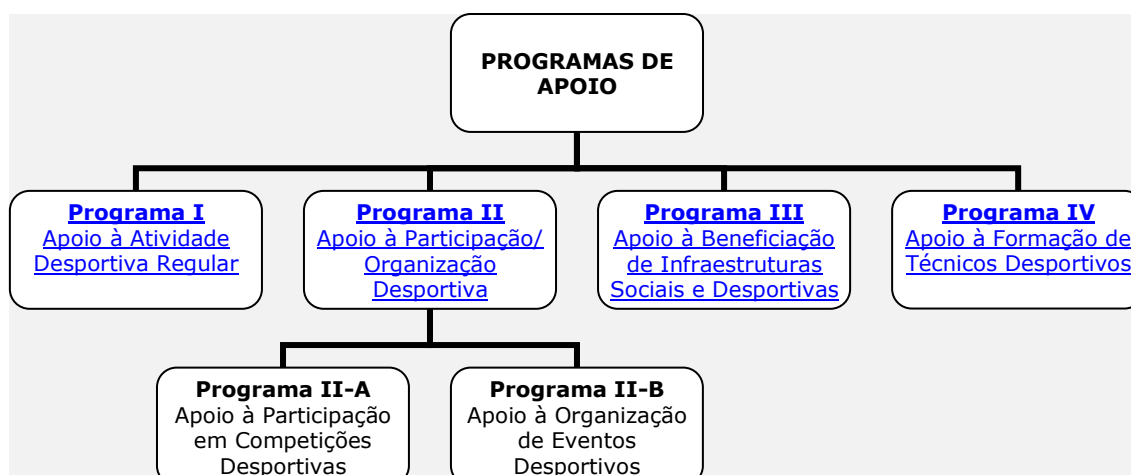 PROGRAMAS DE
APOIO
Programa I
Apoio à Atividade
Desportiva Regular
Programa II
Apoio à Participação/
Organização
Desportiva
Programa III
Apoio à Beneficiação
de Infraestruturas
Sociais e Desportivas
Programa IV
Apoio à Formação de
Técnicos Desportivos
Programa II-A
Apoio à Participação
em Competições
Desportivas
Programa II-B
Apoio à Organização
de Eventos
Desportivos